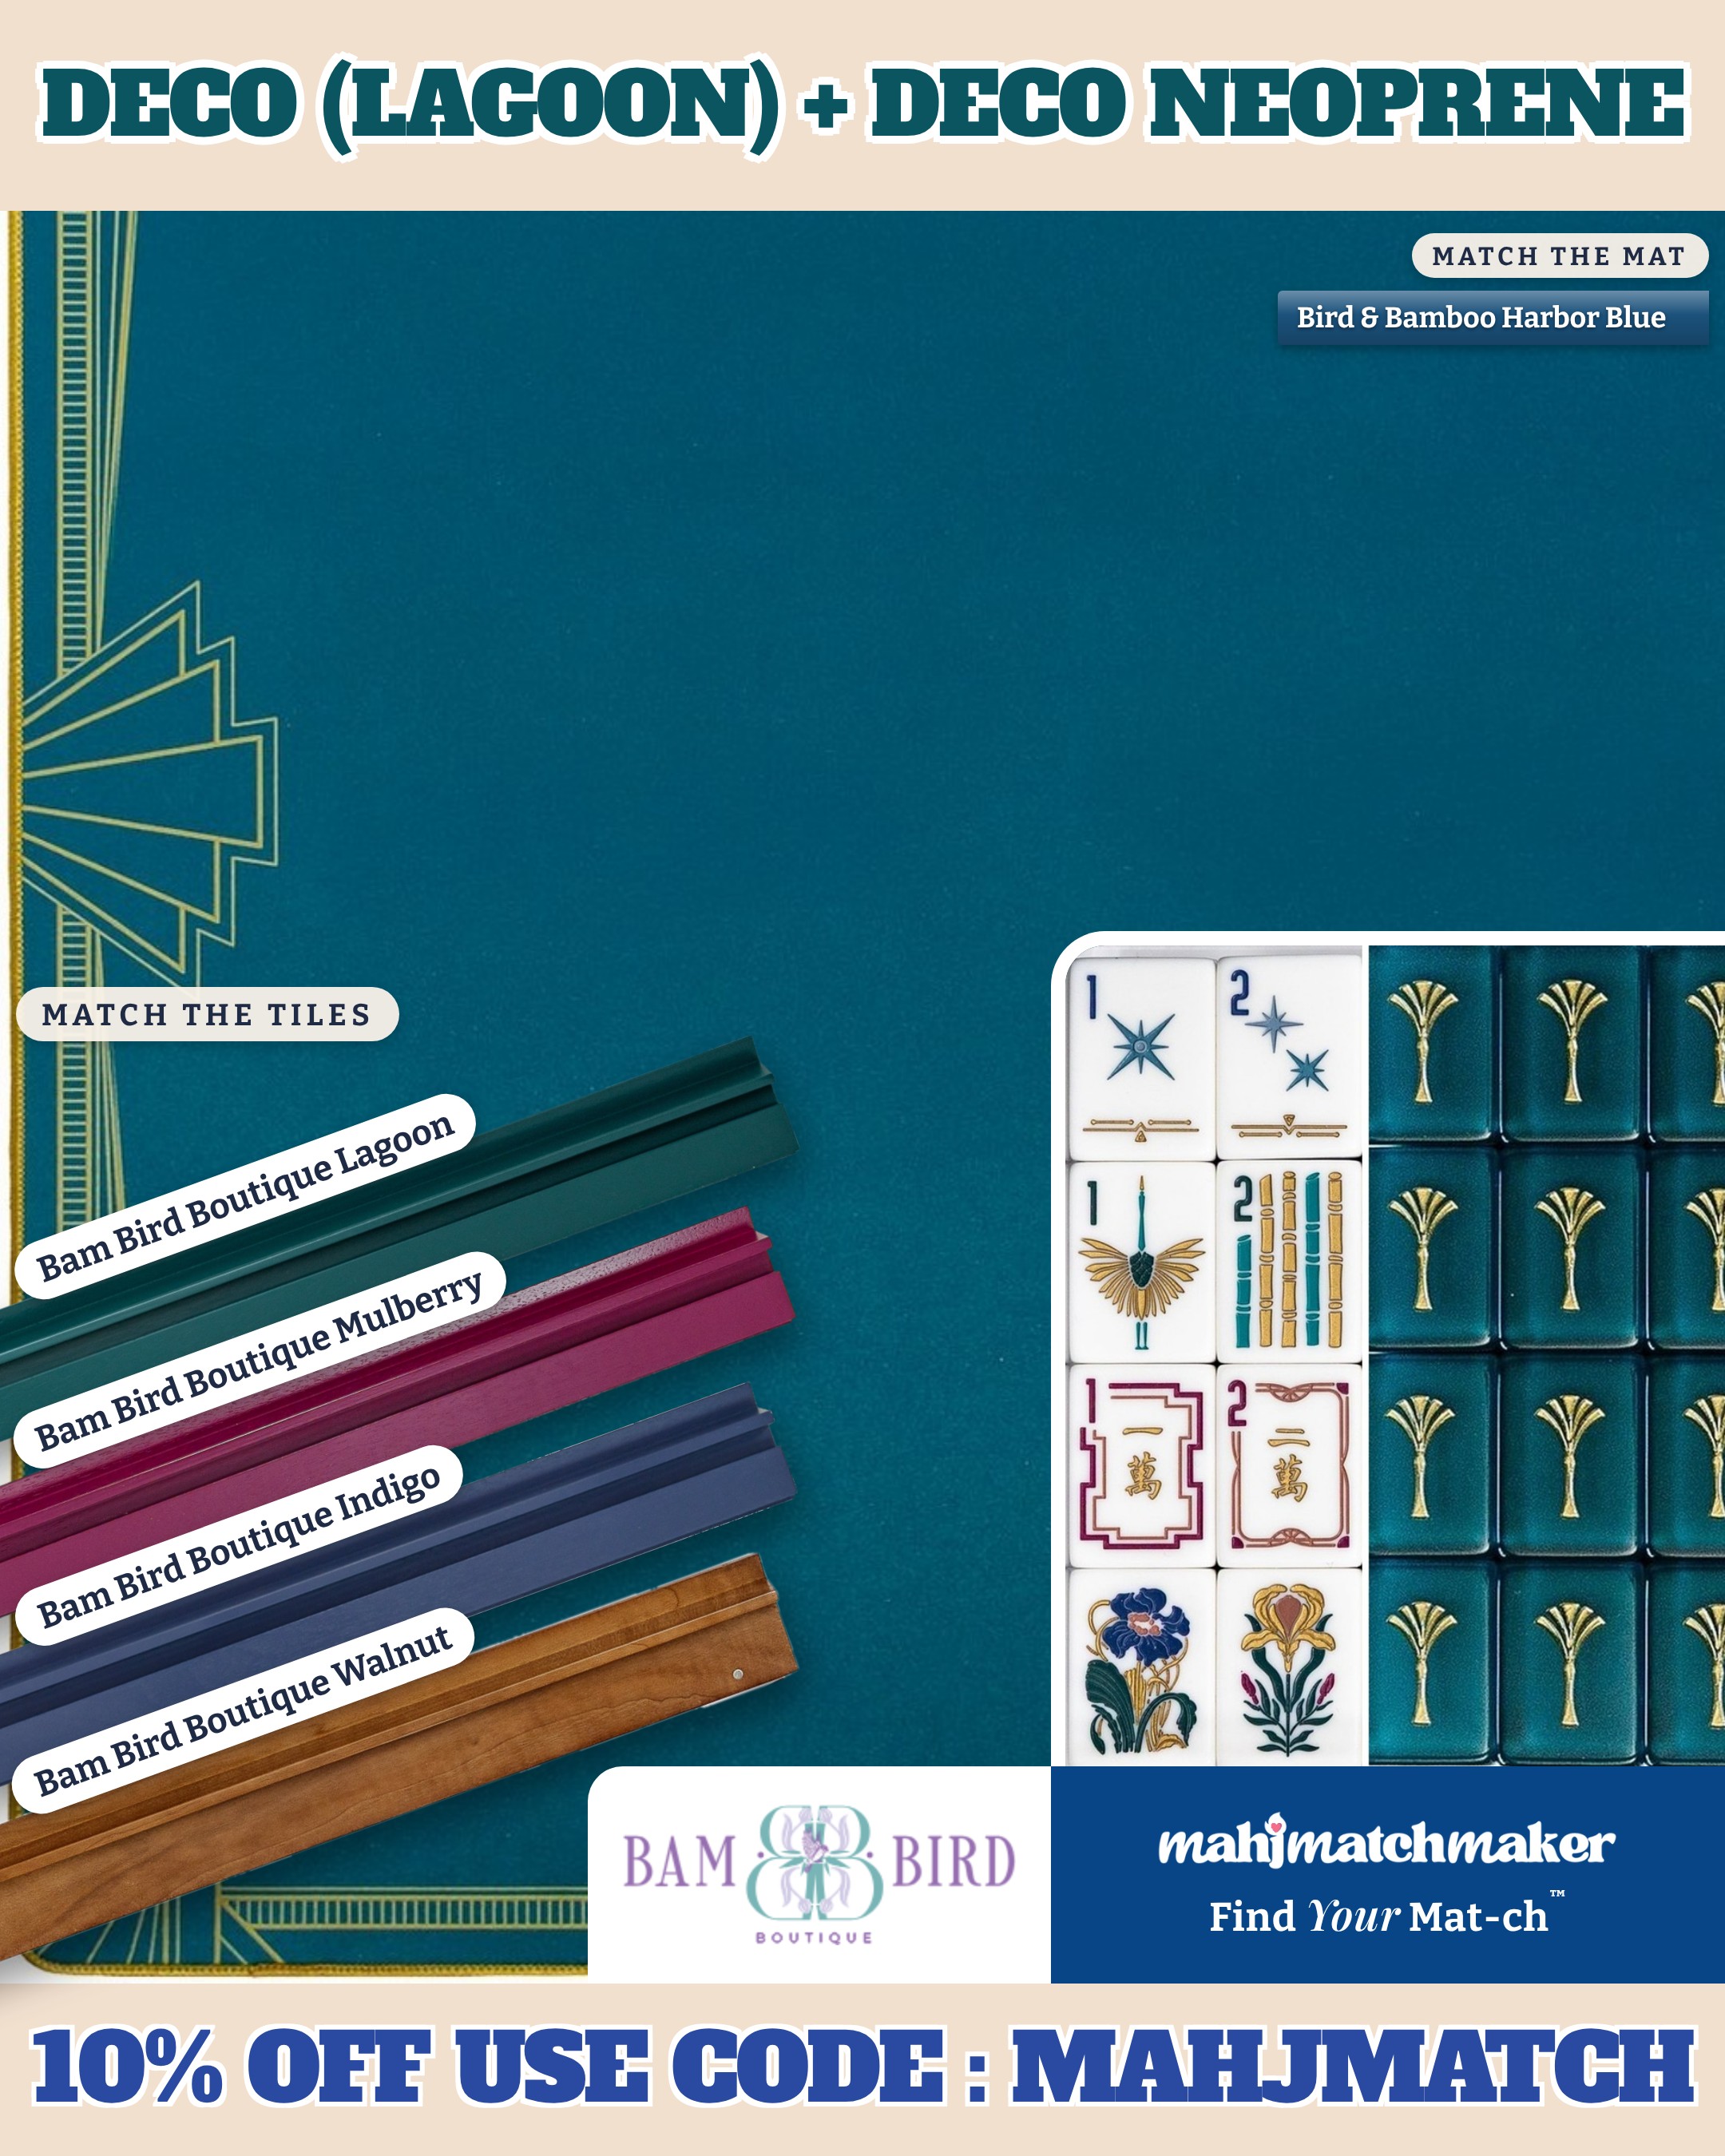 DECO (LAGOON) + DECO NEOPRENE
MATCH THE MAT
Bird & Bamboo Harbor Blue
MATCH THE TILES
Bam Bird Boutique Lagoon
Bam Bird Boutique Mulberry
Bam Bird Boutique Indigo
Bam Bird Boutique Walnut
1 2
1 2
1 2
一萬 二萬
BAM BIRD
BOUTIQUE
mahjmatchmaker
Find Your Mat-ch™
10% OFF USE CODE : MAHJMATCH